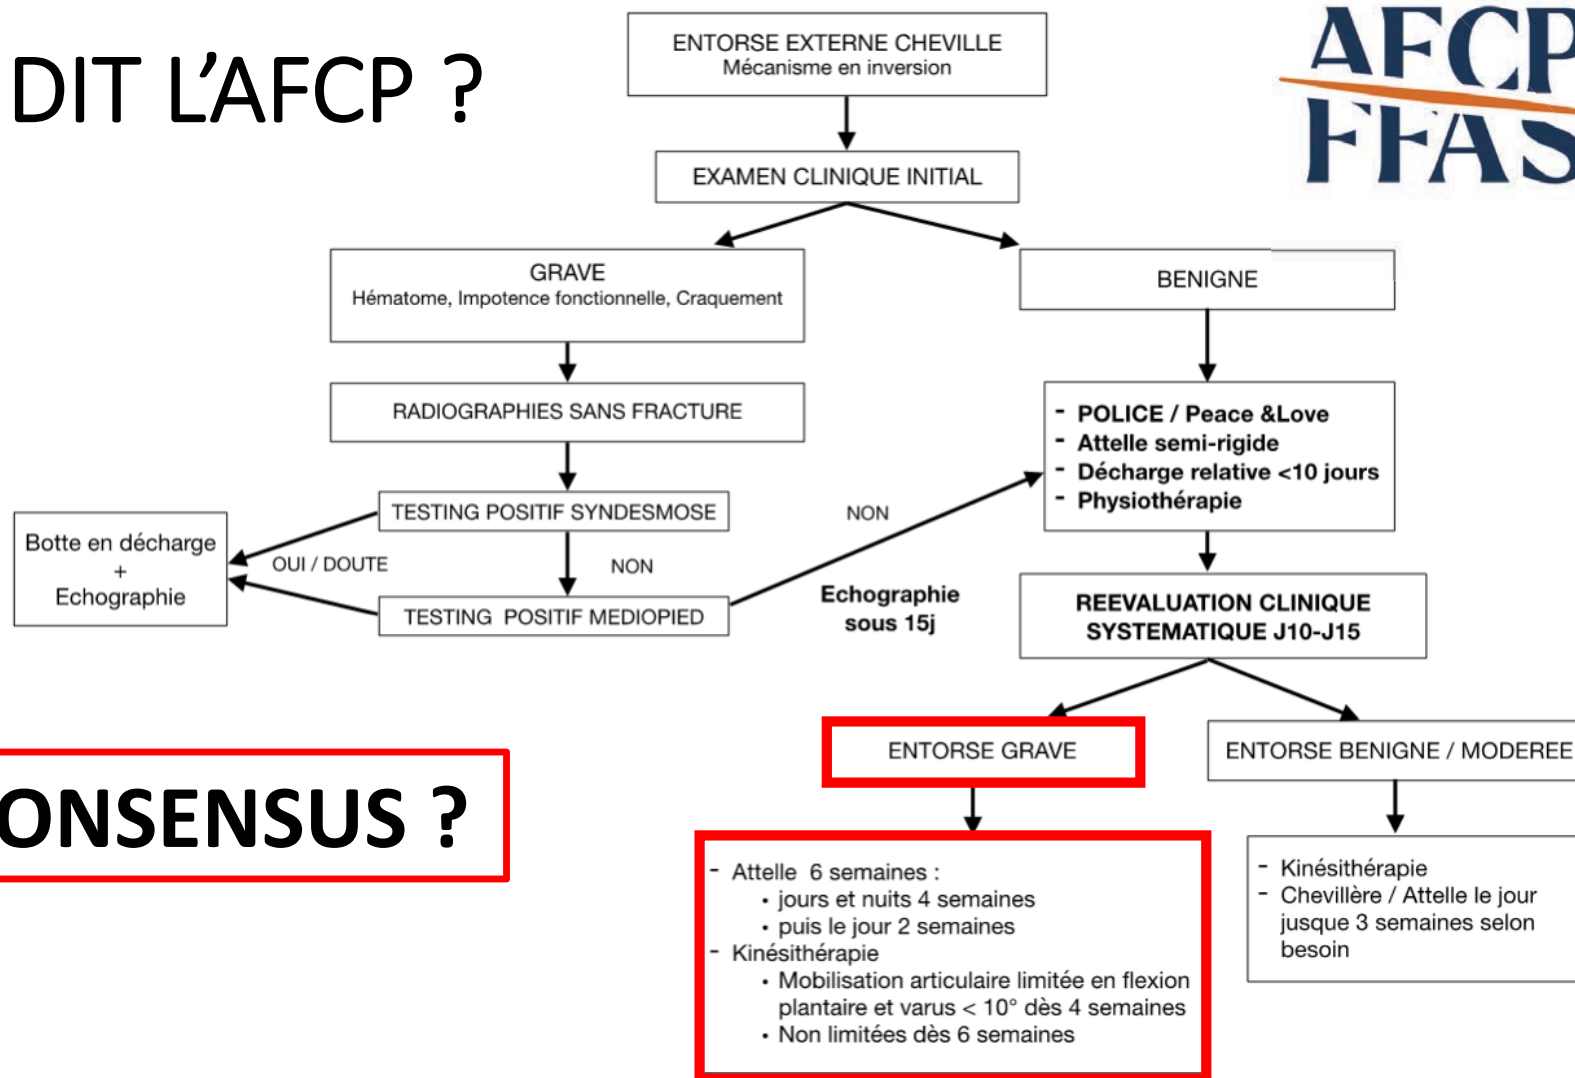 DIT L'AFCP ?
AFCP
FFAS
ENTORSE EXTERNE CHEVILLE
Mécanisme en inversion
EXAMEN CLINIQUE INITIAL
GRAVE
Hématome, Impotence fonctionnelle, Craquement
BENIGNE
RADIOGRAPHIES SANS FRACTURE
- POLICE / Peace &Love
- Attelle semi-rigide
- Décharge relative <10 jours
- Physiothérapie
TESTING POSITIF SYNDESMOSE
NON
Botte en décharge
+
Echographie
OUI / DOUTE
NON
Echographie
sous 15j
TESTING POSITIF MEDIOPIED
REEVALUATION CLINIQUE
SYSTEMATIQUE J10-J15
ENTORSE GRAVE
ENTORSE BENIGNE / MODEREE
ONSENSUS ?
- Attelle 6 semaines :
• jours et nuits 4 semaines
• puis le jour 2 semaines
- Kinésithérapie
• Mobilisation articulaire limitée en flexion
plantaire et varus < 10° dès 4 semaines
• Non limitées dès 6 semaines
- Kinésithérapie
- Chevillère / Attelle le jour
jusque 3 semaines selon
besoin